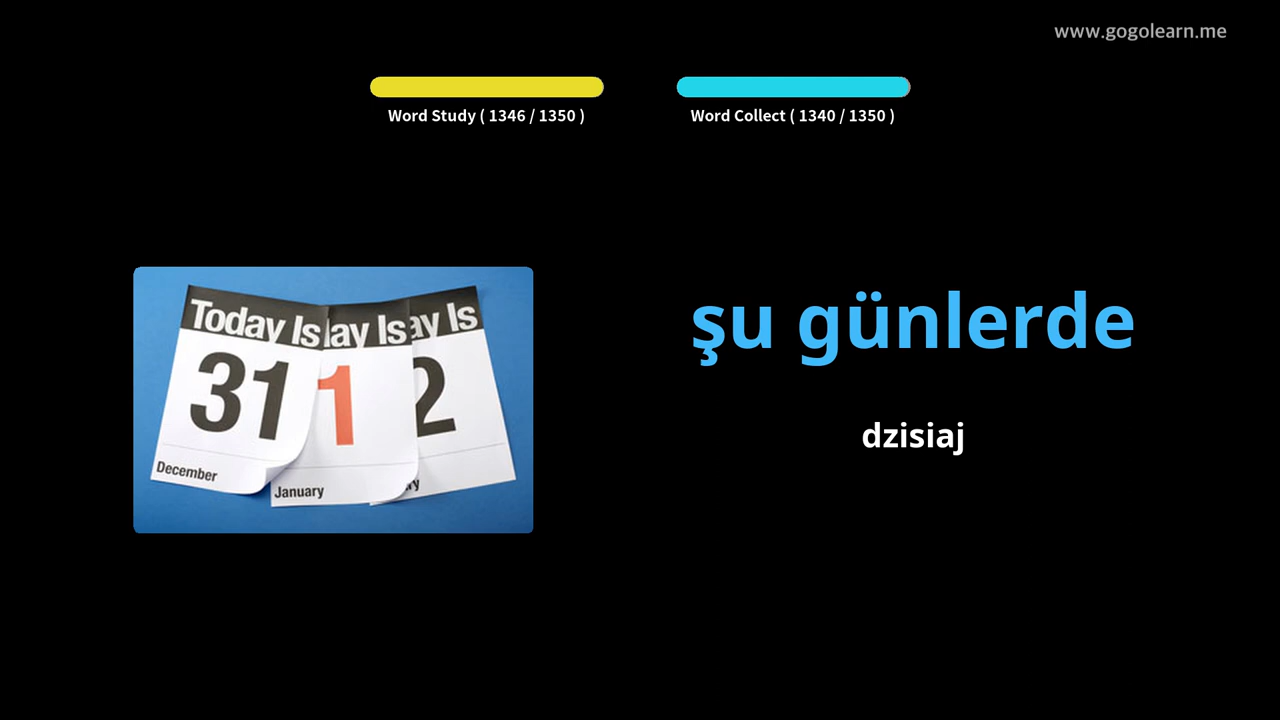 www.gogolearn.me
Word Study ( 1346 / 1350 )
Word Collect ( 1340 / 1350 )
Today Is
31
December
ay Is
1
January
ay Is
2
şu günlerde
dzisiaj